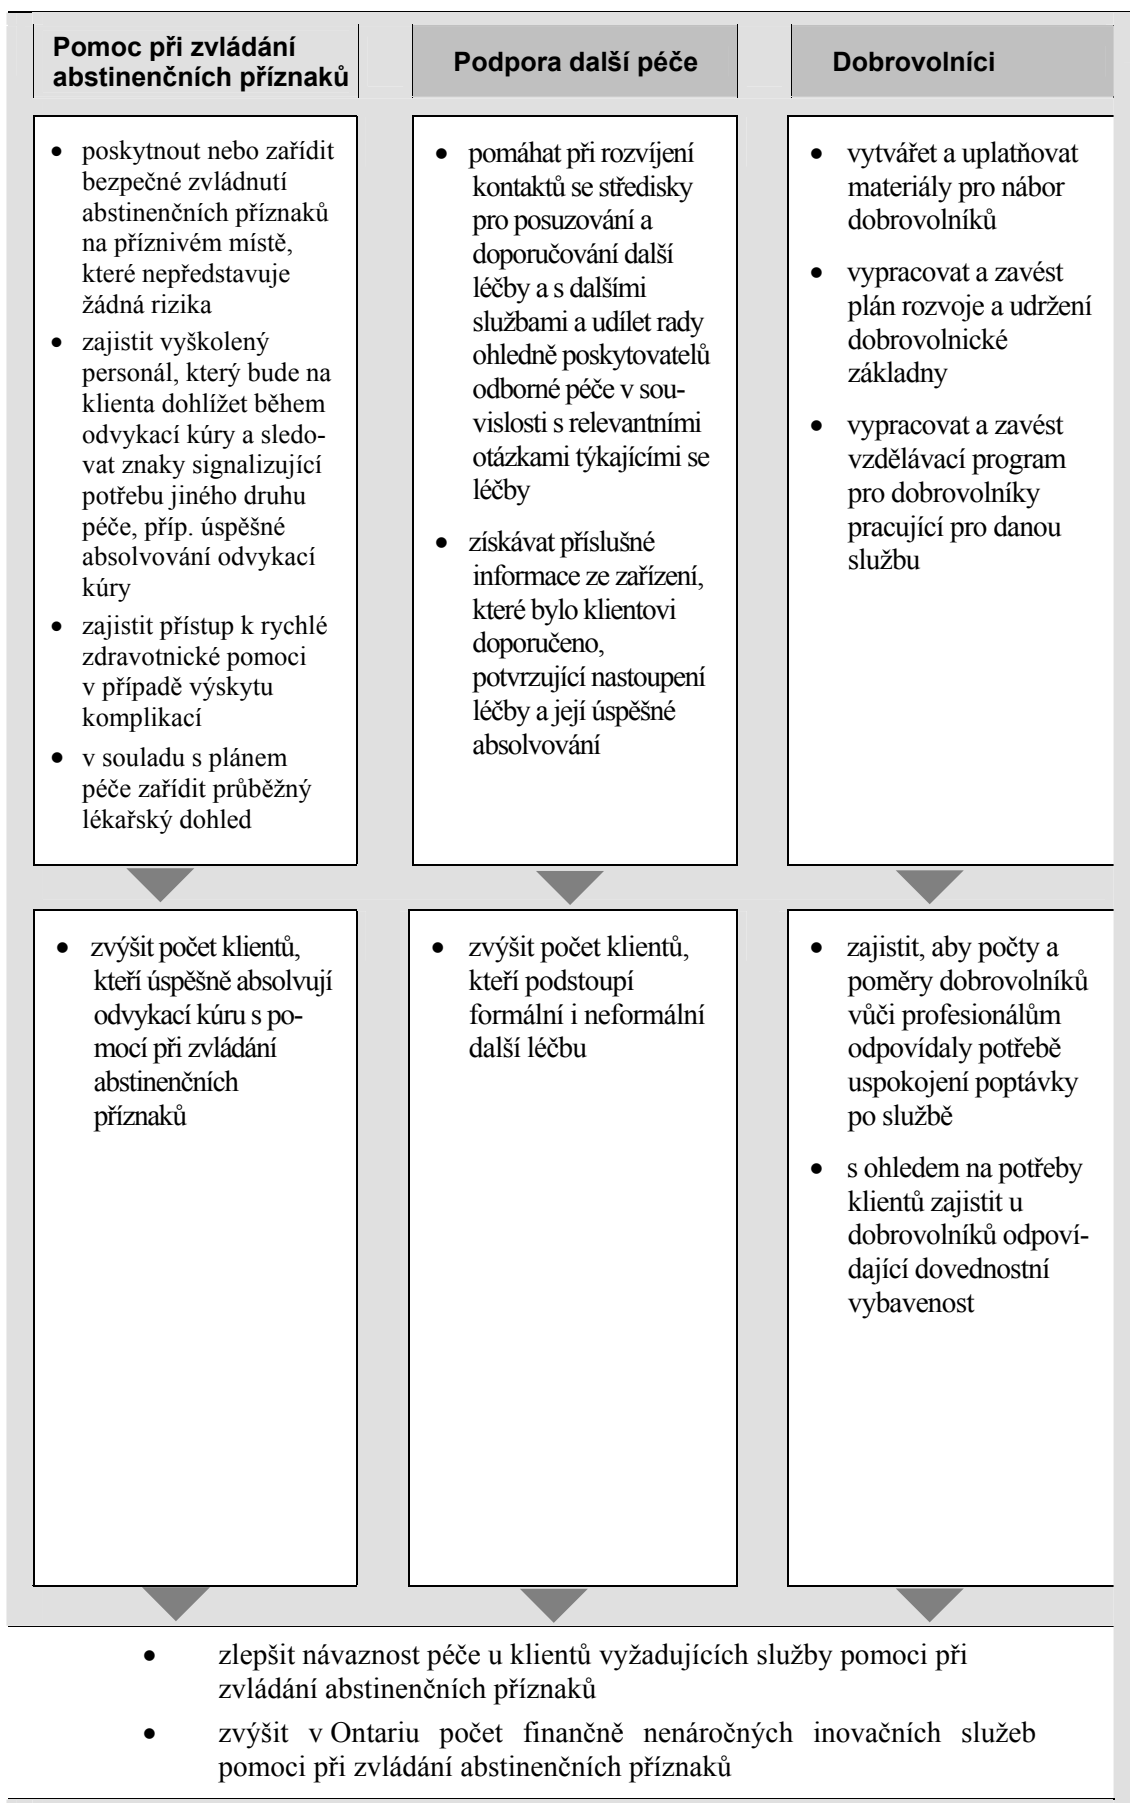 Pomoc při zvládání
abstinenčních příznaků
Podpora další péče
Dobrovolníci
• poskytnout nebo zařídit
bezpečné zvládnutí
abstinenčních příznaků
na příznivém místě,
které nepředstavuje
žádná rizika
• zajistit vyškolený
personál, který bude na
klienta dohlížet během
odvykací kúry a sledo-
vat znaky signalizující
potřebu jiného druhu
péče, příp. úspěšné
absolvování odvykací
kúry
• zajistit přístup k rychlé
zdravotnické pomoci
v případě výskytu
komplikací
• v souladu s plánem
péče zařídit průběžný
lékařský dohled
• pomáhat při rozvíjení
kontaktů se středisky
pro posuzování a
doporučování další
léčby a s dalšími
službami a udílet rady
ohledně poskytovatelů
odborné péče v sou-
vislosti s relevantními
otázkami týkajícími se
léčby
• získávat příslušné
informace ze zařízení,
které bylo klientovi
doporučeno,
potvrzující nastoupení
léčby a její úspěšné
absolvování
• vytvářet a uplatňovat
materiály pro nábor
dobrovolníků
• vypracovat a zavést
plán rozvoje a udržení
dobrovolnické
základny
• vypracovat a zavést
vzdělávací program
pro dobrovolníky
pracující pro danou
službu
• zvýšit počet klientů,
kteří úspěšně absolvují
odvykací kúru s po-
mocí při zvládání
abstinenčních
příznaků
• zvýšit počet klientů,
kteří podstoupí
formální i neformální
další léčbu
• zajistit, aby počty a
poměry dobrovolníků
vůči profesionálům
odpovídaly potřebě
uspokojení poptávky
po službě
• s ohledem na potřeby
klientů zajistit u
dobrovolníků odpoví-
dající dovednostní
vybavenost
• zlepšit návaznost péče u klientů vyžadujících služby pomoci při
zvládání abstinenčních příznaků
• zvýšit v Ontariu počet finančně nenáročných inovačních služeb
pomoci při zvládání abstinenčních příznaků